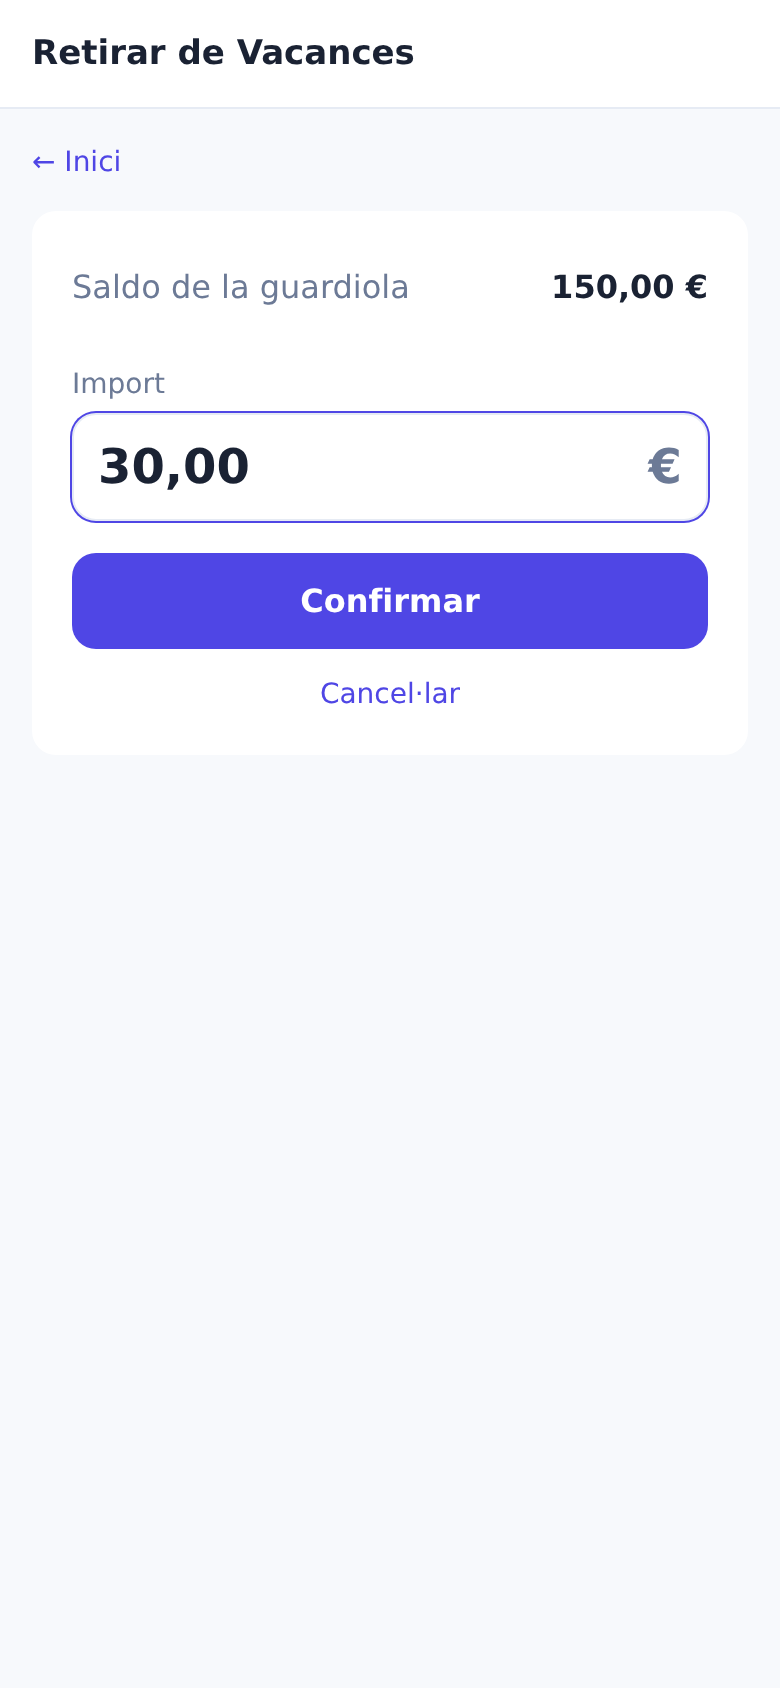 Retirar de Vacances
← Inici
Saldo de la guardiola 150,00 €
Import
30,00 €
Confirmar
Cancel·lar